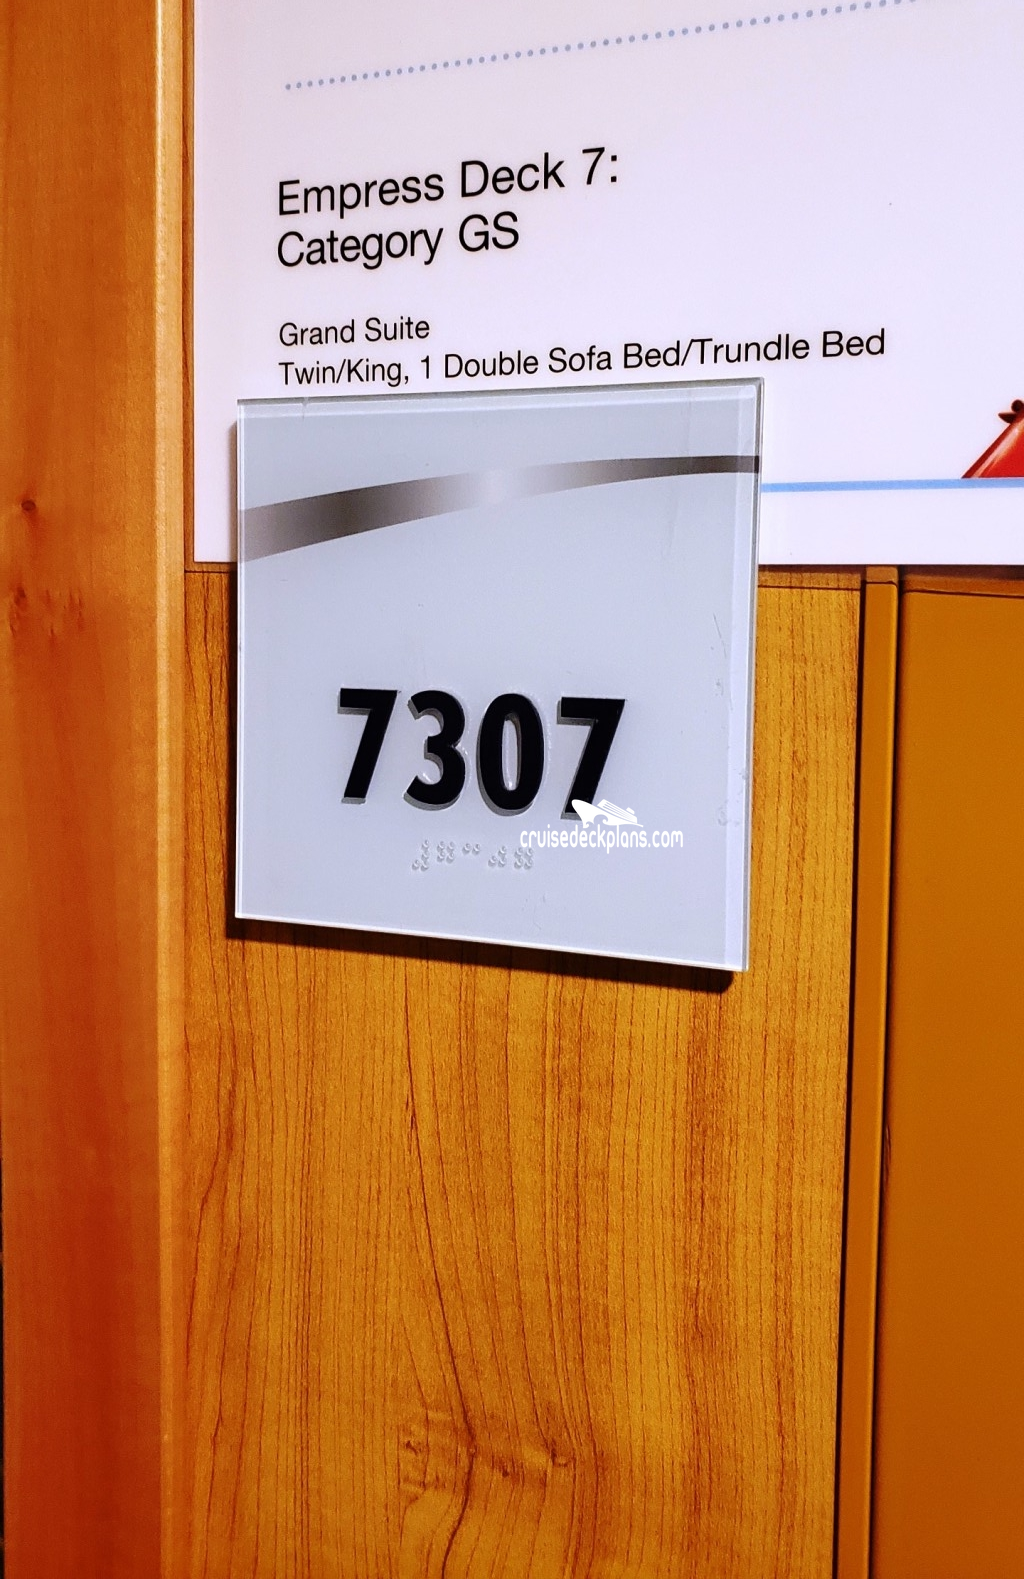 Empress Deck 7:
Category GS
Grand Suite
Twin/King, 1 Double Sofa Bed/Trundle Bed
7307
cruisedeckplans.com